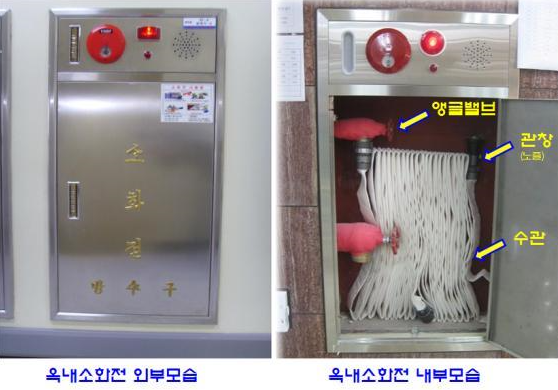 소
화
전
방 수 구
앵글밸브
관창
(노즐)
수관
옥내소화전 외부모습
옥내소화전 내부모습